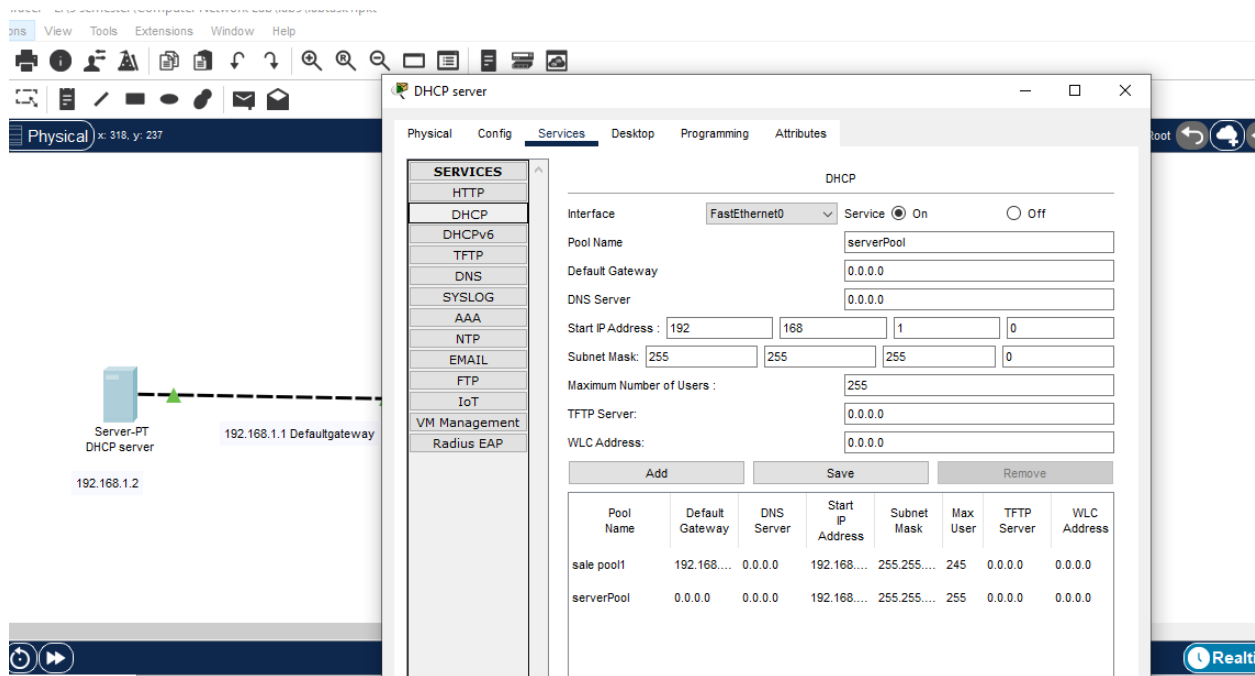 ons View Tools Extensions Window Help
Physical x: 318, y: 237
Root
DHCP server
Physical Config Services Desktop Programming Attributes
SERVICES
HTTP
DHCP
DHCPv6
TFTP
DNS
SYSLOG
AAA
NTP
EMAIL
FTP
IoT
VM Management
Radius EAP
DHCP
Interface FastEthernet0 Service On Off
Pool Name serverPool
Default Gateway 0.0.0.0
DNS Server 0.0.0.0
Start IP Address : 192 168 1 0
Subnet Mask: 255 255 255 0
Maximum Number of Users : 255
TFTP Server: 0.0.0.0
WLC Address: 0.0.0.0
Add Save Remove
Pool Name Default Gateway DNS Server Start IP Address Subnet Mask Max User TFTP Server WLC Address
sale pool1 192.168.... 0.0.0.0 192.168.... 255.255.... 245 0.0.0.0 0.0.0.0
serverPool 0.0.0.0 0.0.0.0 192.168.... 255.255.... 255 0.0.0.0 0.0.0.0
Server-PT
DHCP server
192.168.1.1 Defaultgateway
192.168.1.2
Realti